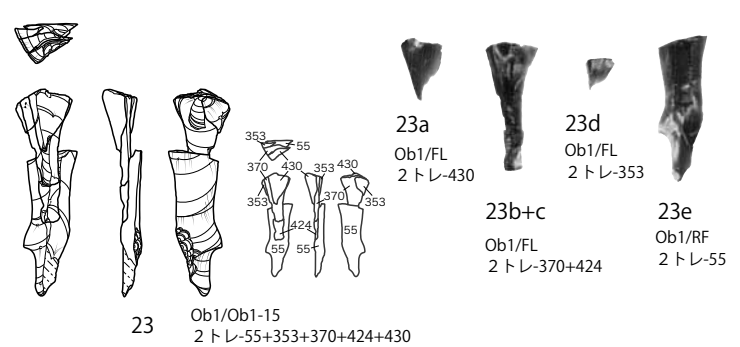 353
55
370
430
353
430
353
370
353
424
55
55
55
23
Ob1/Ob1-15
２トレ-55+353+370+424+430
23a
Ob1/FL
２トレ-430
23b+c
Ob1/FL
２トレ-370+424
23d
Ob1/FL
２トレ-353
23e
Ob1/RF
２トレ-55